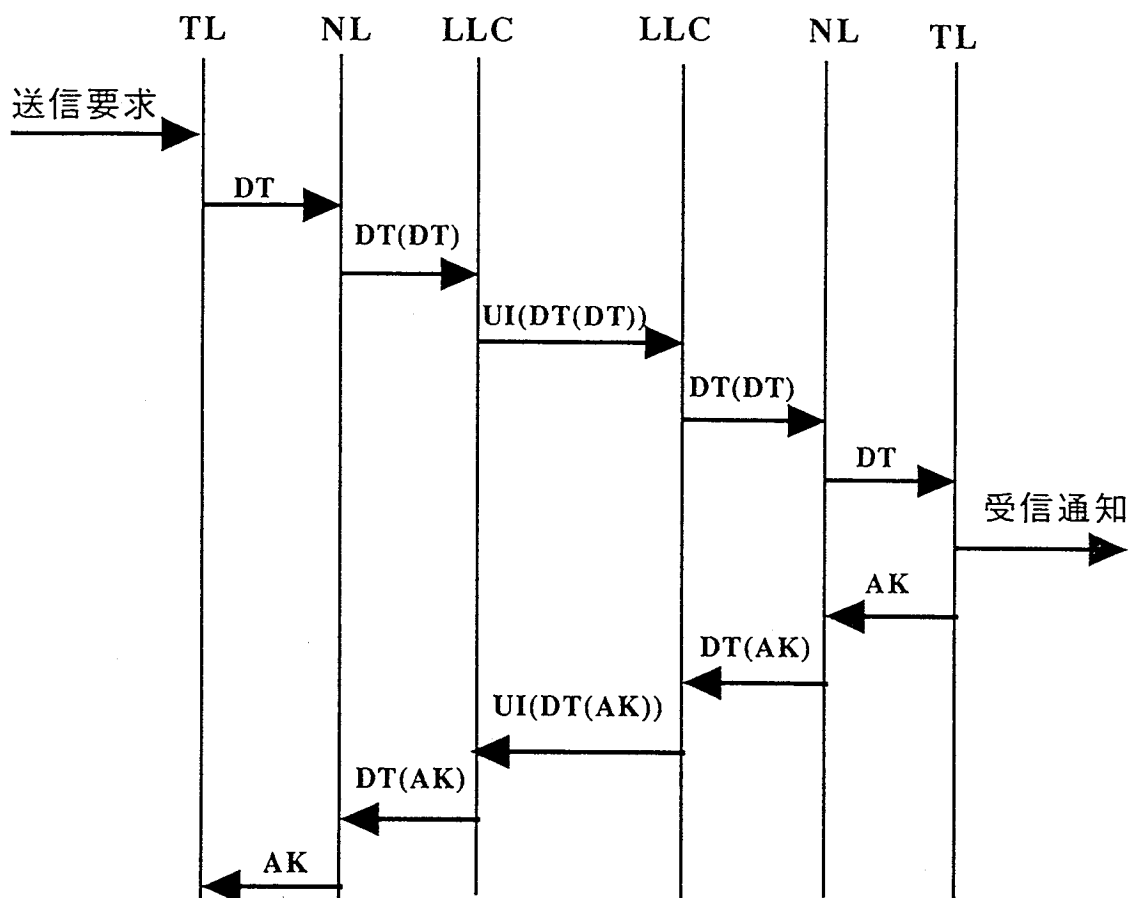 TL NL LLC LLC NL TL
送信要求
DT
DT(DT)
UI(DT(DT))
DT(DT)
DT
受信通知
AK
DT(AK)
UI(DT(AK))
DT(AK)
AK